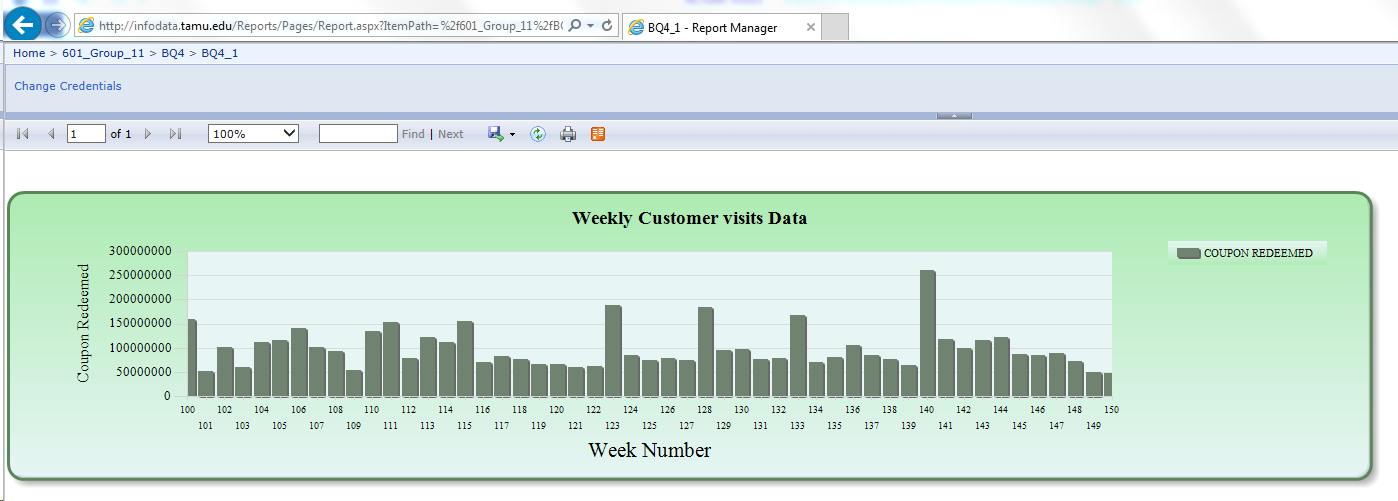 http://infodata.tamu.edu/Reports/Pages/Report.aspx?ItemPath=%2f601_Group_11%2fB
BQ4_1 - Report Manager
Home > 601_Group_11 > BQ4 > BQ4_1
Change Credentials
1 of 1 100% Find | Next
Weekly Customer visits Data
COUPON REDEEMED
Coupon Redeemed
300000000
250000000
200000000
150000000
100000000
50000000
0
100 102 104 106 108 110 112 114 116 118 120 122 124 126 128 130 132 134 136 138 140 142 144 146 148 150
101 103 105 107 109 111 113 115 117 119 121 123 125 127 129 131 133 135 137 139 141 143 145 147 149
Week Number